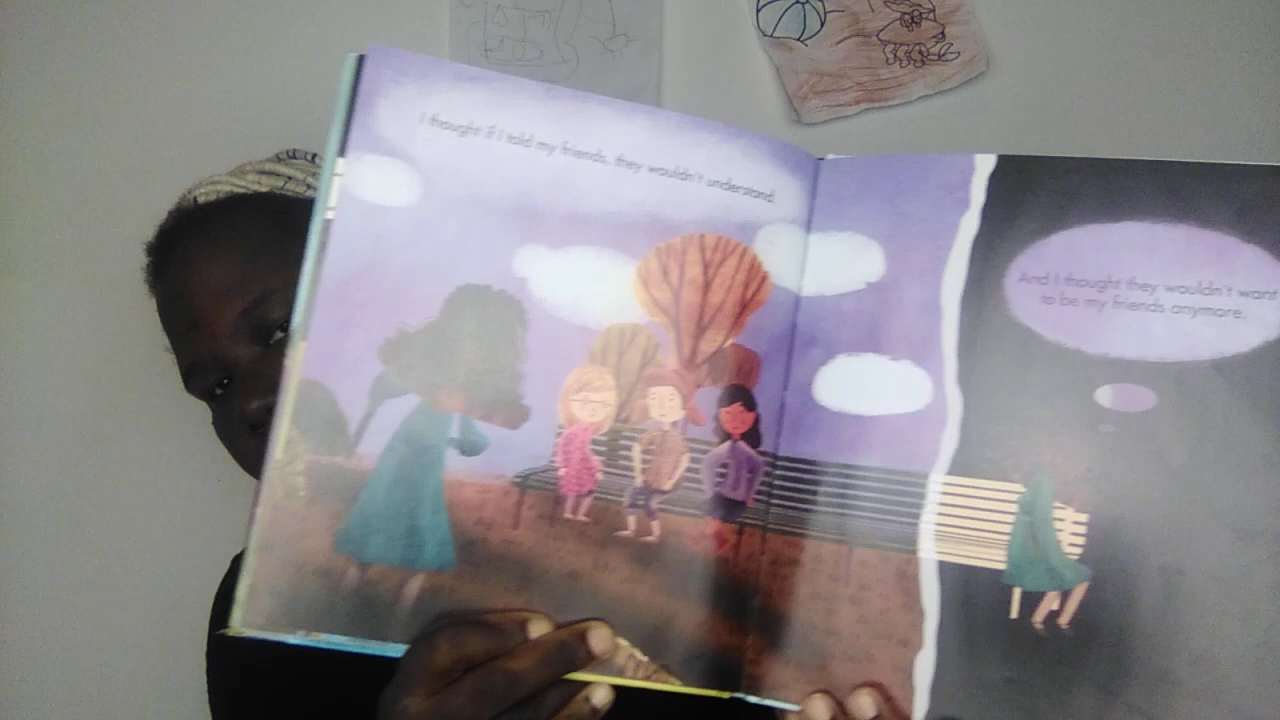 I thought if I told my friends, they wouldn't understand.
And I thought they wouldn't want
to be my friends anymore.